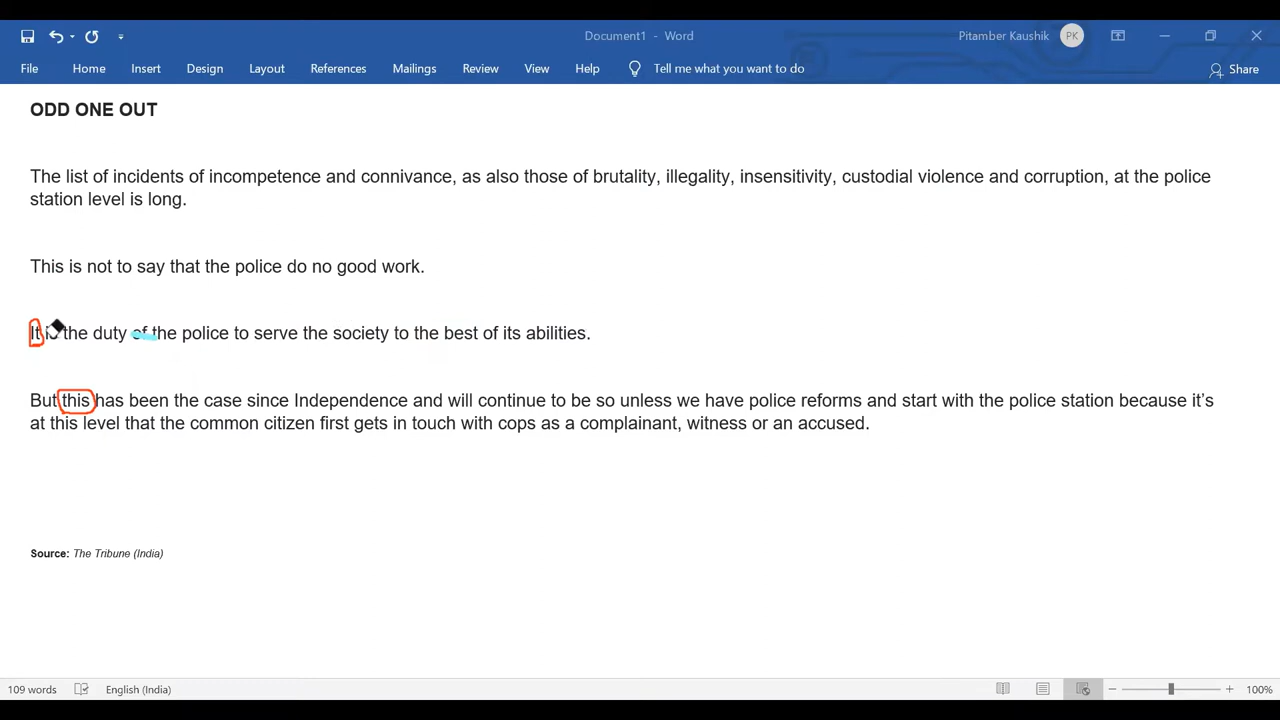 Document1 - Word
Pitamber Kaushik PK
File Home Insert Design Layout References Mailings Review View Help Tell me what you want to do Share
ODD ONE OUT
The list of incidents of incompetence and connivance, as also those of brutality, illegality, insensitivity, custodial violence and corruption, at the police
station level is long.
This is not to say that the police do no good work.
It is the duty of the police to serve the society to the best of its abilities.
But this has been the case since Independence and will continue to be so unless we have police reforms and start with the police station because it's
at this level that the common citizen first gets in touch with cops as a complainant, witness or an accused.
Source: The Tribune (India)
109 words English (India) 100%